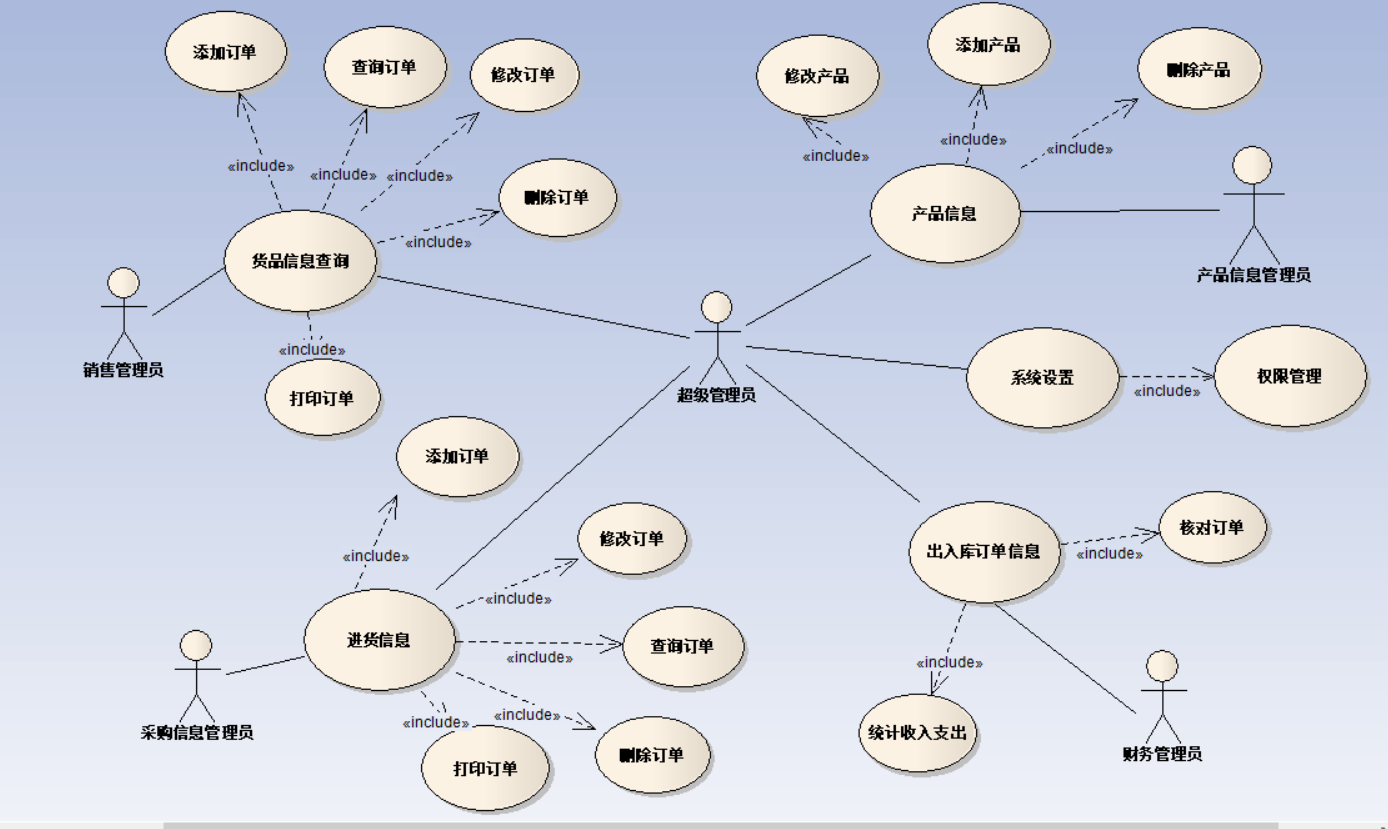 添加订单
查询订单
修改订单
«include»
«include»
«include»
删除订单
«include»
货品信息查询
销售管理员
«include»
打印订单
修改产品
添加产品
删除产品
«include»
«include»
«include»
产品信息
产品信息管理员
超级管理员
系统设置
«include»
权限管理
添加订单
«include»
修改订单
«include»
进货信息
查询订单
«include»
采购信息管理员
«include»
«include»
打印订单
删除订单
出入库订单信息
核对订单
«include»
«include»
统计收入支出
财务管理员